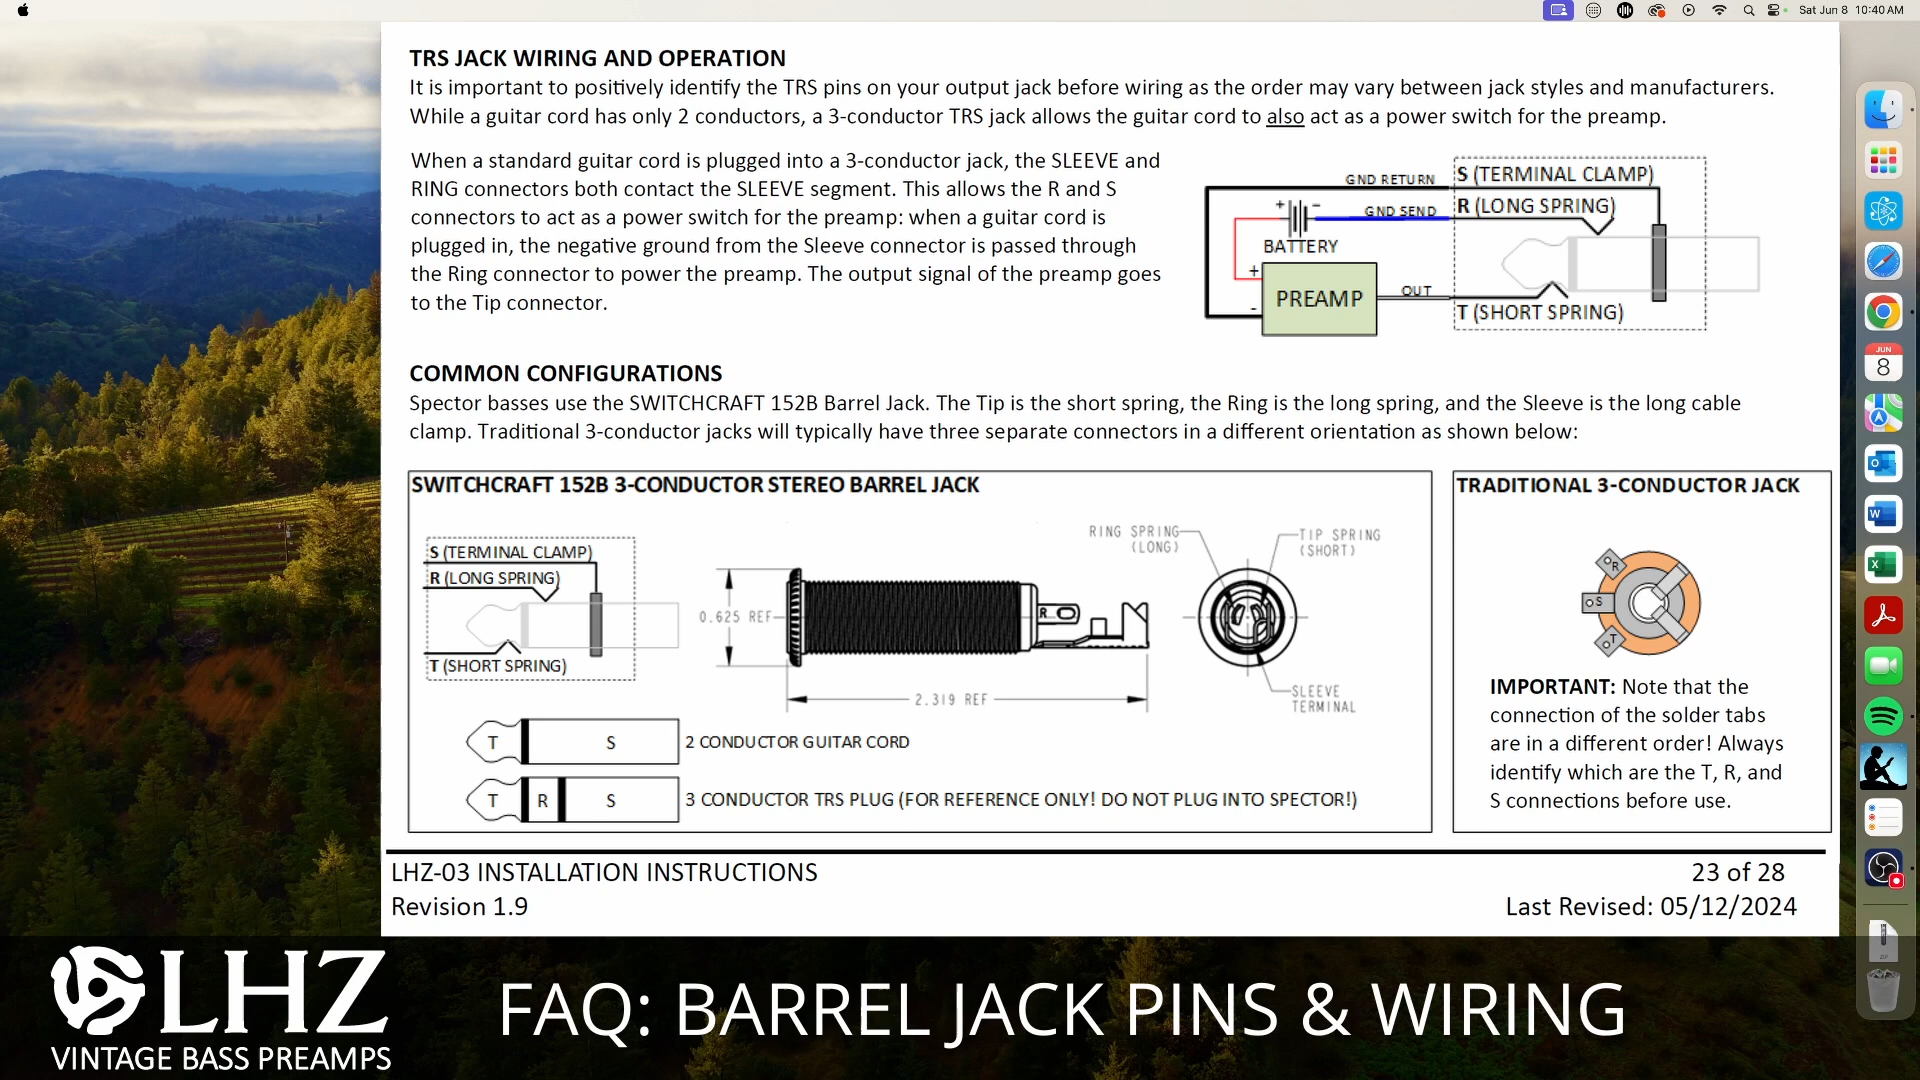 Sat Jun 8 10:40 AM
TRS JACK WIRING AND OPERATION
It is important to positively identify the TRS pins on your output jack before wiring as the order may vary between jack styles and manufacturers.
While a guitar cord has only 2 conductors, a 3-conductor TRS jack allows the guitar cord to also act as a power switch for the preamp.
When a standard guitar cord is plugged into a 3-conductor jack, the SLEEVE and
RING connectors both contact the SLEEVE segment. This allows the R and S
connectors to act as a power switch for the preamp: when a guitar cord is
plugged in, the negative ground from the Sleeve connector is passed through
the Ring connector to power the preamp. The output signal of the preamp goes
to the Tip connector.
GND RETURN
S (TERMINAL CLAMP)
+ -
GND SEND
R (LONG SPRING)
BATTERY
+
PREAMP
OUT
-
T (SHORT SPRING)
COMMON CONFIGURATIONS
Spector basses use the SWITCHCRAFT 152B Barrel Jack. The Tip is the short spring, the Ring is the long spring, and the Sleeve is the long cable
clamp. Traditional 3-conductor jacks will typically have three separate connectors in a different orientation as shown below:
SWITCHCRAFT 152B 3-CONDUCTOR STEREO BARREL JACK
S (TERMINAL CLAMP)
R (LONG SPRING)
T (SHORT SPRING)
0.625 REF
R
2.319 REF
RING SPRING
(LONG)
TIP SPRING
(SHORT)
SLEEVE
TERMINAL
T S 2 CONDUCTOR GUITAR CORD
T R S 3 CONDUCTOR TRS PLUG (FOR REFERENCE ONLY! DO NOT PLUG INTO SPECTOR!)
TRADITIONAL 3-CONDUCTOR JACK
R
S
T
IMPORTANT: Note that the
connection of the solder tabs
are in a different order! Always
identify which are the T, R, and
S connections before use.
LHZ-03 INSTALLATION INSTRUCTIONS
23 of 28
Revision 1.9
Last Revised: 05/12/2024
JUN
8
W
ZIP
LHZ
VINTAGE BASS PREAMPS
FAQ: BARREL JACK PINS & WIRING